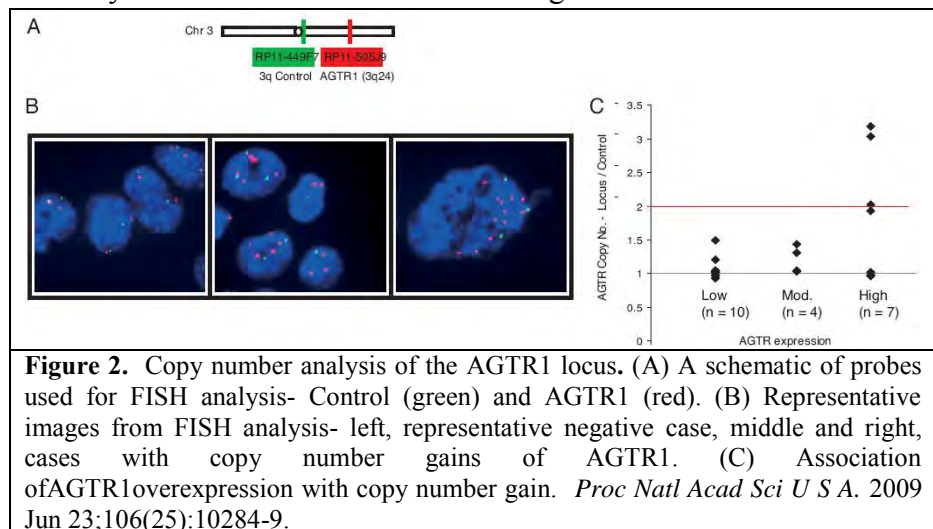 A
Chr 3
RP11-449F7 RP11-505J9
3q Control AGTR1 (3q24)
B
C
AGTR Copy No. - Locus / Control
3.5
3
2.5
2
1.5
1
0.5
0
Low Mod. High
(n = 10) (n = 4) (n = 7)
AGTR expression
Figure 2. Copy number analysis of the AGTR1 locus. (A) A schematic of probes
used for FISH analysis- Control (green) and AGTR1 (red). (B) Representative
images from FISH analysis- left, representative negative case, middle and right,
cases with copy number gains of AGTR1. (C) Association
ofAGTR1overexpression with copy number gain. Proc Natl Acad Sci U S A. 2009
Jun 23;106(25):10284-9.